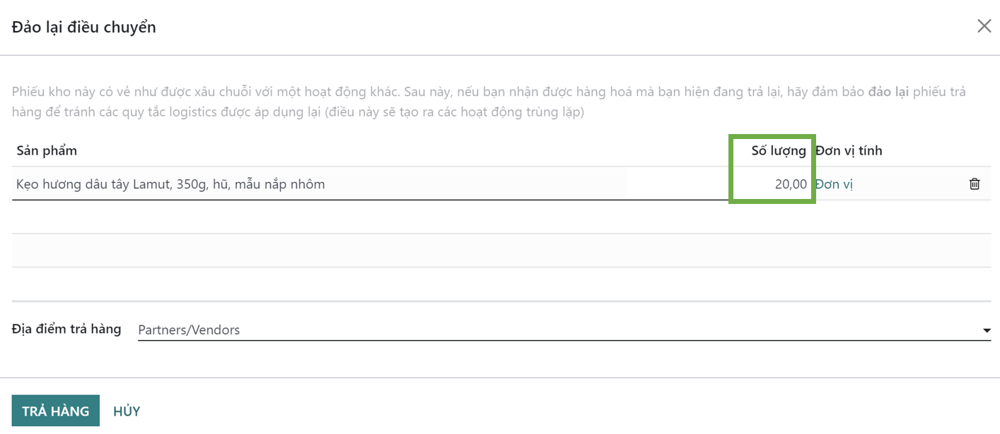 Đảo lại điều chuyển
Phiếu kho này có vẻ như được xâu chuỗi với một hoạt động khác. Sau này, nếu bạn nhận được hàng hoá mà bạn hiện đang trả lại, hãy đảm bảo đảo lại phiếu trả
hàng để tránh các quy tắc logistics được áp dụng lại (điều này sẽ tạo ra các hoạt động trùng lặp)
Sản phẩm Số lượng Đơn vị tính
Kẹo hương dâu tây Lamut, 350g, hũ, mẫu nắp nhôm 20,00 Đơn vị
Địa điểm trả hàng Partners/Vendors
TRẢ HÀNG HỦY